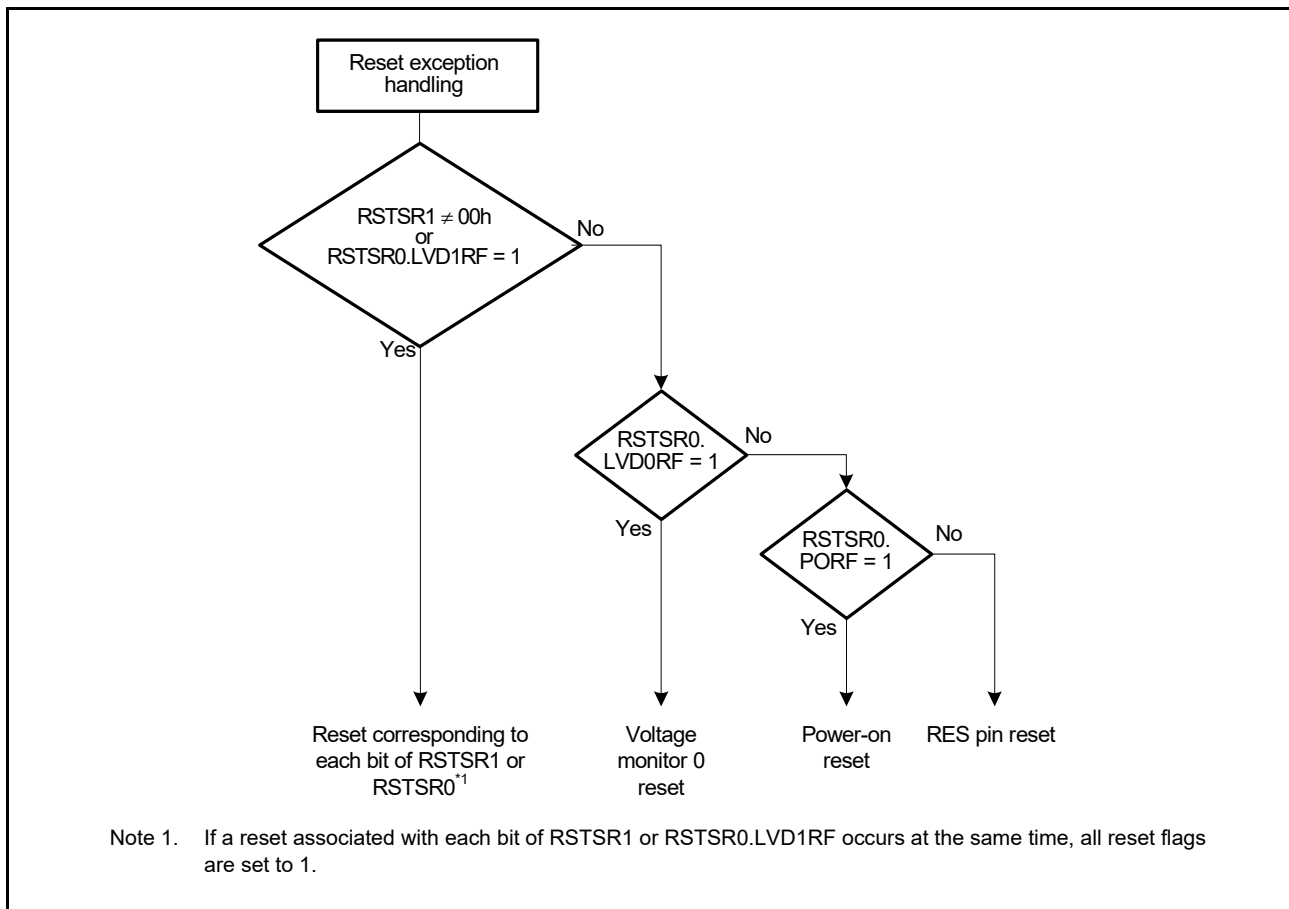 Reset exception
handling
RSTSR1 ≠ 00h
or
RSTSR0.LVD1RF = 1
No
Yes
RSTSR0.
LVD0RF = 1
No
Yes
RSTSR0.
PORF = 1
No
Yes
Reset corresponding to
each bit of RSTSR1 or
RSTSR0*1
Voltage
monitor 0
reset
Power-on
reset
RES pin reset
Note 1. If a reset associated with each bit of RSTSR1 or RSTSR0.LVD1RF occurs at the same time, all reset flags
are set to 1.